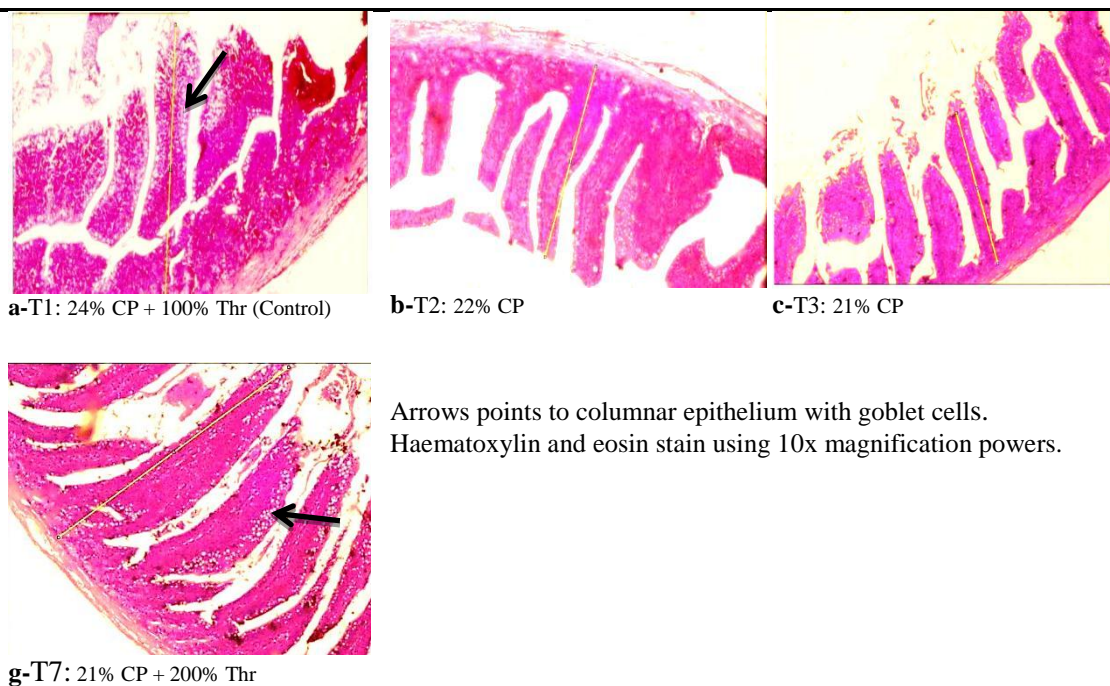 a-T1: 24% CP + 100% Thr (Control)
b-T2: 22% CP
c-T3: 21% CP
Arrows points to columnar epithelium with goblet cells.
Haematoxylin and eosin stain using 10x magnification powers.
g-T7: 21% CP + 200% Thr